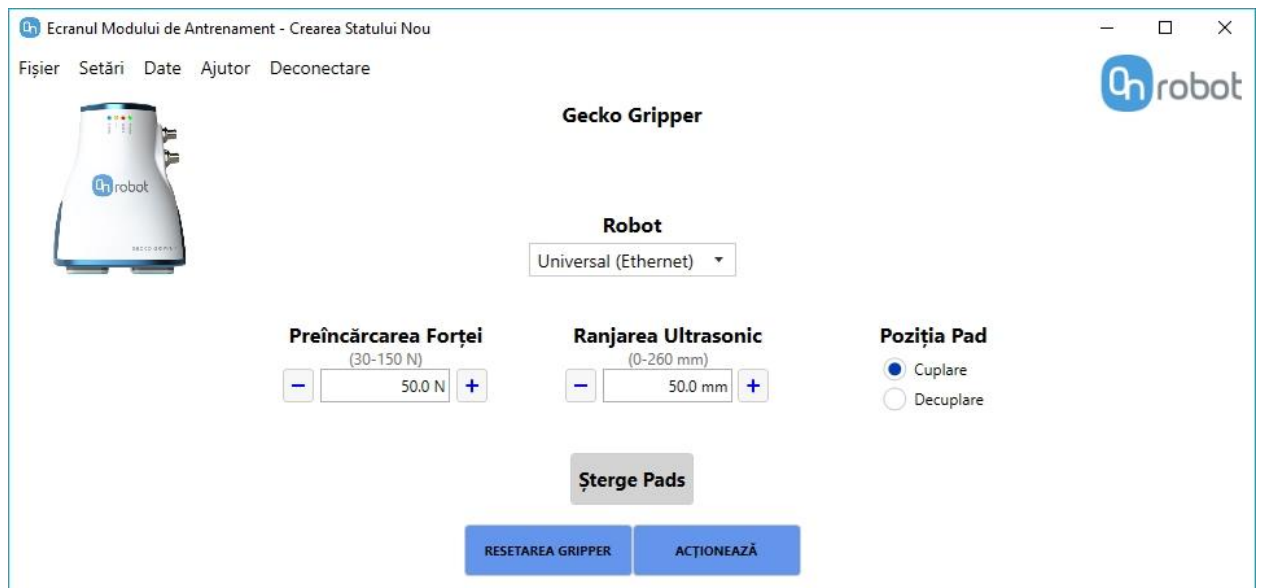 Ecranul Modului de Antrenament - Crearea Statului Nou
Fișier Setări Date Ajutor Deconectare
On robot
Gecko Gripper
On robot
Robot
Universal (Ethernet)
Preîncărcarea Forței
(30-150 N)
50.0 N
Ranjarea Ultrasonic
(0-260 mm)
50.0 mm
Poziția Pad
Cuplare
Decuplare
Șterge Pads
RESETAREA GRIPPER
ACȚIONEAZĂ